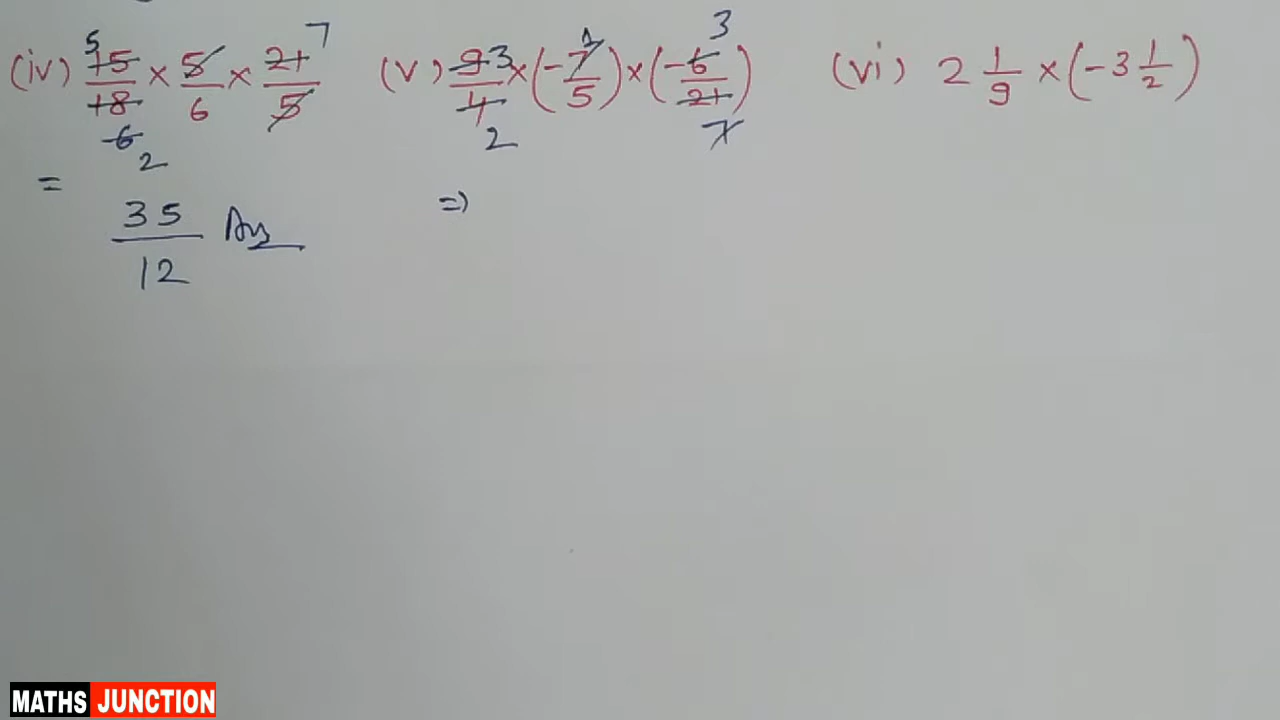 (iv) 15/18 × 5/6 × 21/5
5 7
6
2
= 35/12 Ans
(v) 9/4 × (-7/5) × (-6/21)
3 1 3
2 7
=>
(vi) 2 1/9 × (-3 1/2)
MATHS JUNCTION